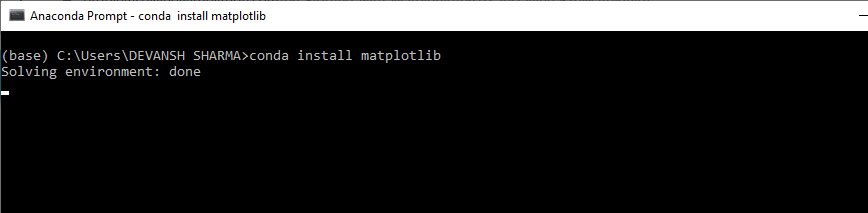 Anaconda Prompt - conda  install matplotlib
(base) C:\Users\DEVANSH SHARMA>conda install matplotlib
Solving environment: done